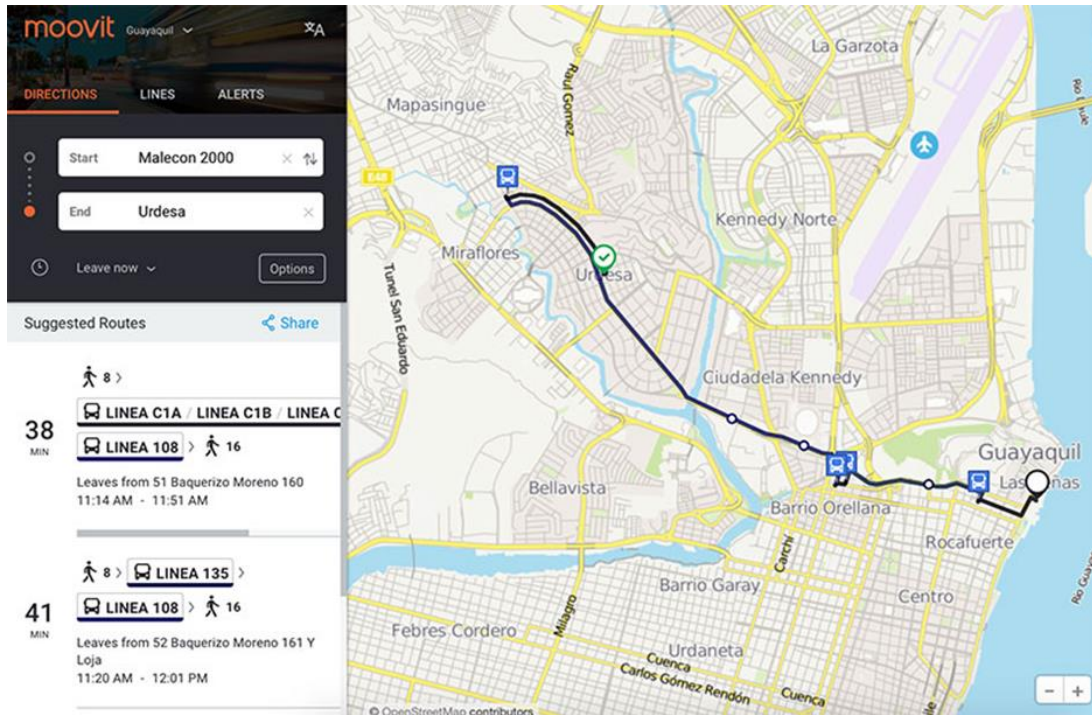 moovit Guayaquil
DIRECTIONS LINES ALERTS
Start Malecon 2000
End Urdesa
Leave now Options
Suggested Routes Share
8
LINEA C1A / LINEA C1B / LINEA C
38 MIN
LINEA 108 > 16
Leaves from 51 Baquerizo Moreno 160
11:14 AM - 11:51 AM
8 > LINEA 135 >
41 MIN
LINEA 108 > 16
Leaves from 52 Baquerizo Moreno 161 Y
Loja
11:20 AM - 12:01 PM
La Garzota
Raul Gomez
Mapasingue
E48
Kennedy Norte
Miraflores
Urdesa
Tunel San Eduardo
Ciudadela Kennedy
Guayaquil
Las
ñas
Bellavista
Barrio Orellana
Rocafuerte
Carchi
Barrio Garay
Centro
Milagro
Febres Cordero
Urdaneta
Cuenca
Carlos Gómez Rendón
Cuenca
© OpenStreetMap contributors
- +